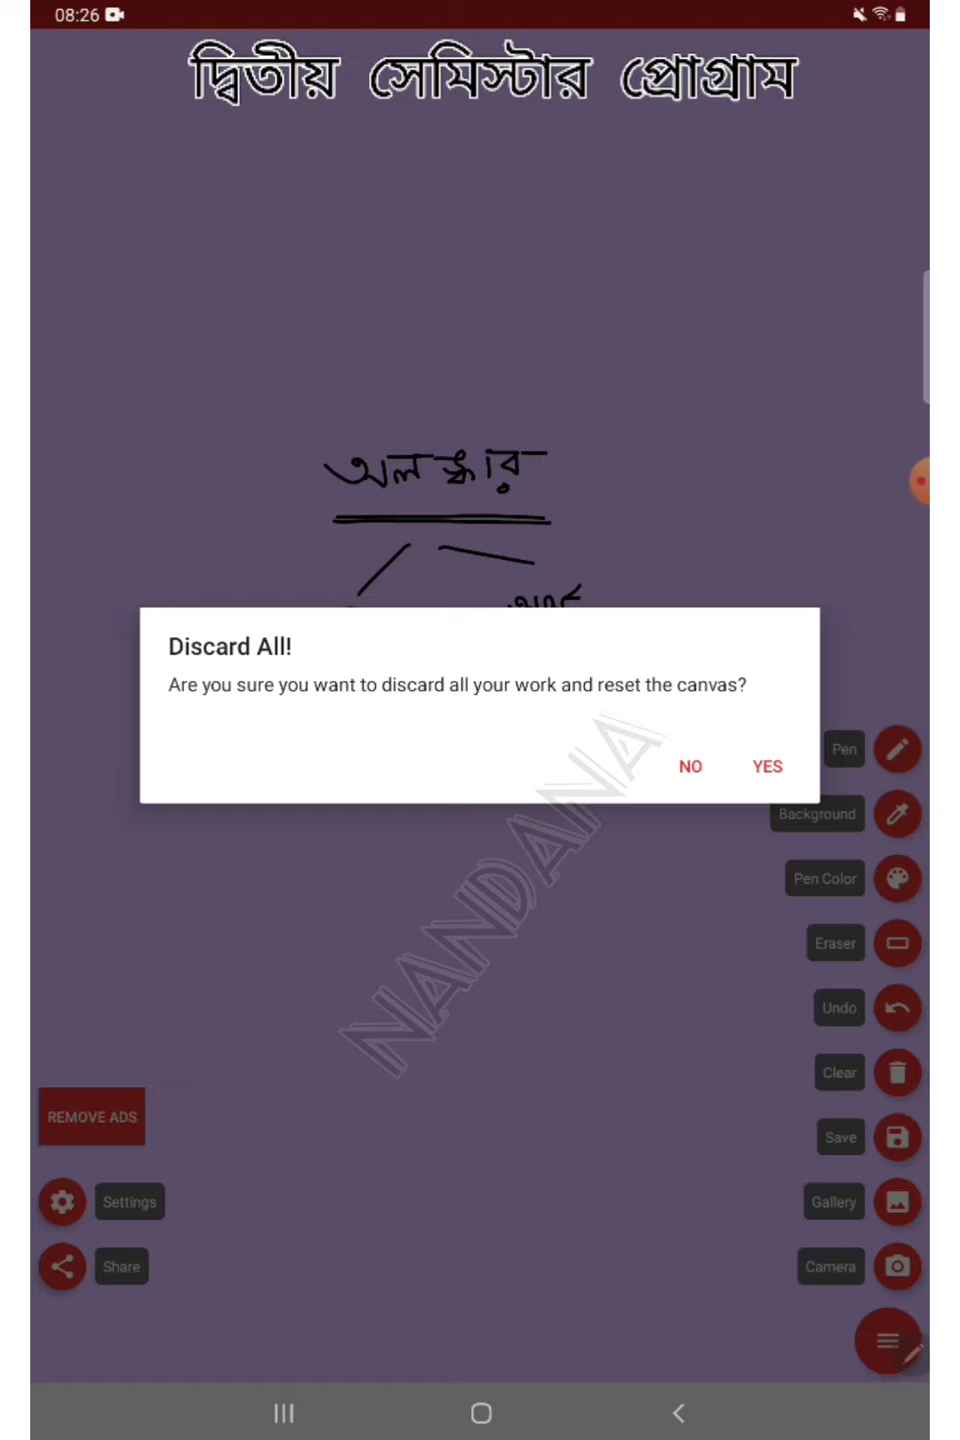 08:26
দ্বিতীয় সেমিস্টার প্রোগ্রাম
অলঙ্কার
Discard All!
Are you sure you want to discard all your work and reset the canvas?
NO YES
NANDANA
Pen
Background
Pen Color
Eraser
Undo
Clear
REMOVE ADS
Save
Settings
Gallery
Share
Camera